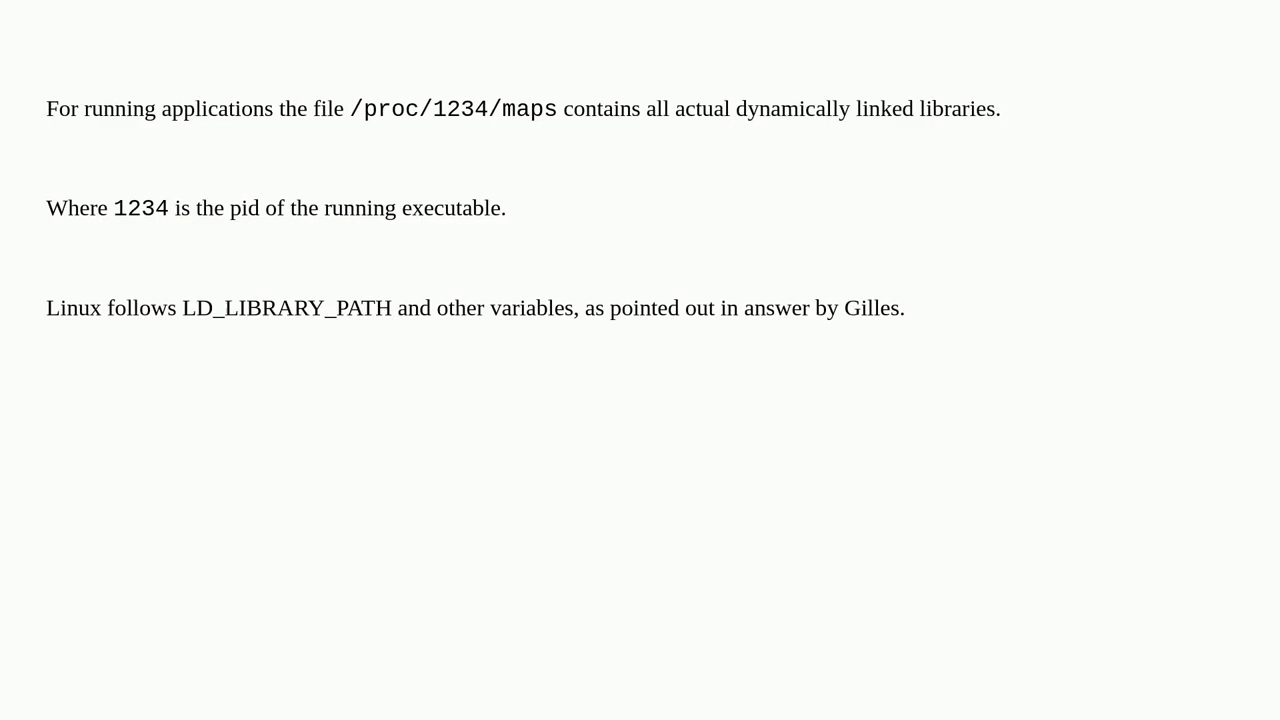 For running applications the file /proc/1234/maps contains all actual dynamically linked libraries.
Where 1234 is the pid of the running executable.
Linux follows LD_LIBRARY_PATH and other variables, as pointed out in answer by Gilles.